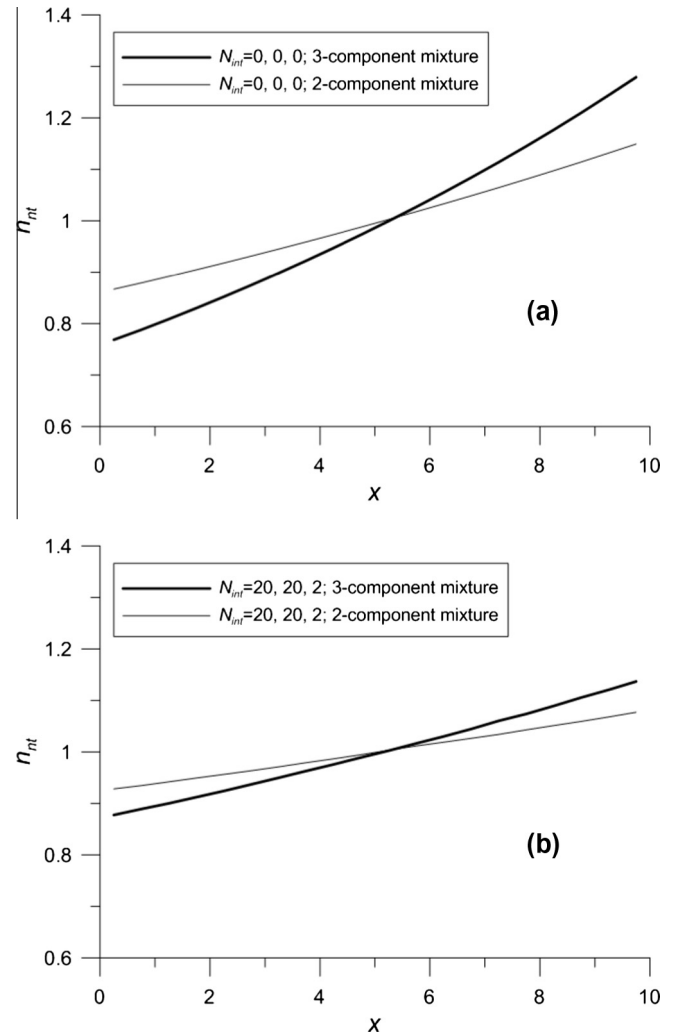 1.4
N_int=0, 0, 0; 3-component mixture
N_int=0, 0, 0; 2-component mixture
1.2
n_nt
1
0.8
(a)
0.6
0 2 4 6 8 10
x
1.4
N_int=20, 20, 2; 3-component mixture
N_int=20, 20, 2; 2-component mixture
1.2
n_nt
1
0.8
(b)
0.6
0 2 4 6 8 10
x